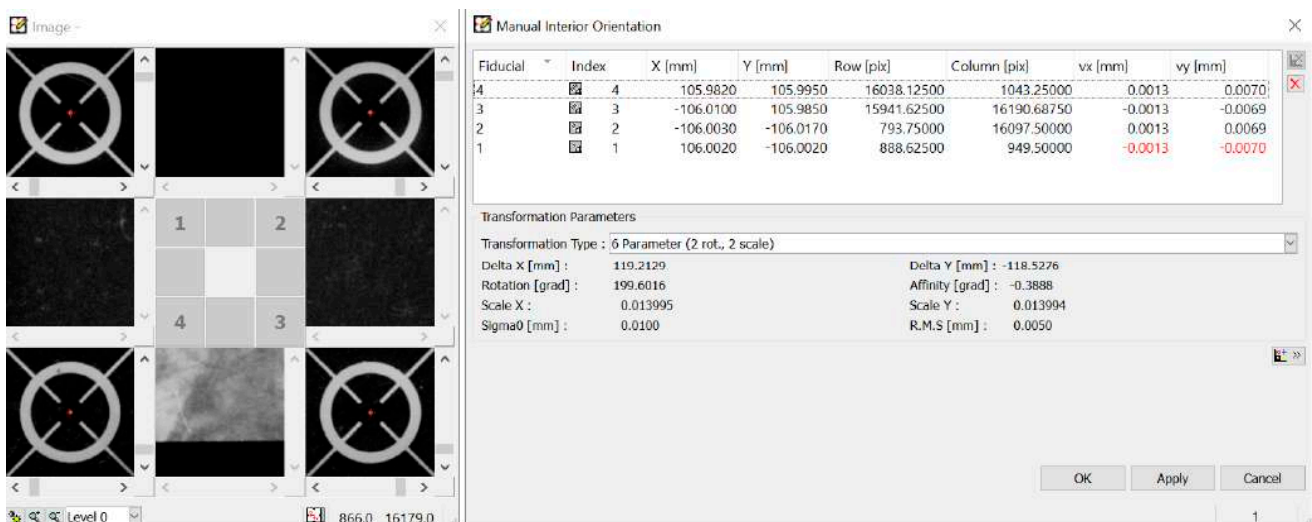 Image -
1 2
4 3
Level 0 866.0 16179.0
Manual Interior Orientation
Fiducial Index X [mm] Y [mm] Row [pix] Column [pix] vx [mm] vy [mm]
4 4 105.9820 105.9950 16038.12500 1043.25000 0.0013 0.0070
3 3 -106.0100 105.9850 15941.62500 16190.68750 -0.0013 -0.0069
2 2 -106.0030 -106.0170 793.75000 16097.50000 0.0013 0.0069
1 1 106.0020 -106.0020 888.62500 949.50000 -0.0013 -0.0070
Transformation Parameters
Transformation Type : 6 Parameter (2 rot., 2 scale)
Delta X [mm] : 119.2129 Delta Y [mm] : -118.5276
Rotation [grad] : 199.6016 Affinity [grad] : -0.3888
Scale X : 0.013995 Scale Y : 0.013994
Sigma0 [mm] : 0.0100 R.M.S [mm] : 0.0050
OK Apply Cancel
1